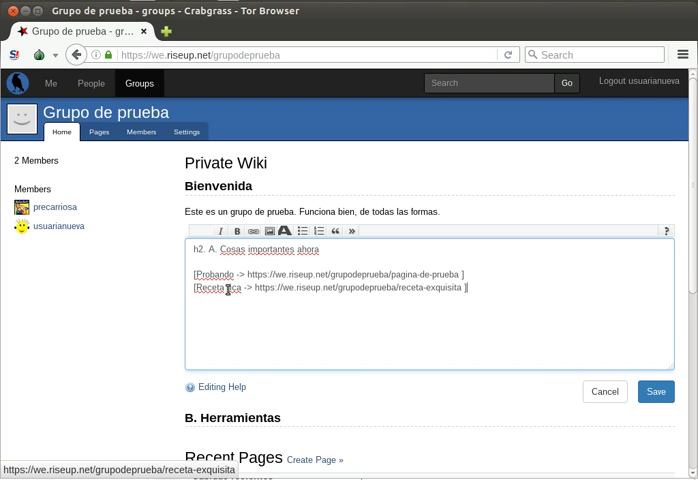 Grupo de prueba - groups - Crabgrass - Tor Browser
Grupo de prueba - gr…
https://we.riseup.net/grupodeprueba
Search
Me People Groups
Search Go Logout usuarianueva
Grupo de prueba
Home Pages Members Settings
2 Members
Members
precarriosa
usuarianueva
Private Wiki
Bienvenida
Este es un grupo de prueba. Funciona bien, de todas las formas.
I B A “ » ?
h2. A. Cosas importantes ahora
[Probando -> https://we.riseup.net/grupodeprueba/pagina-de-prueba ]
-> https://we.riseup.net/grupodeprueba/receta-exquisita ]
Editing Help
Cancel Save
B. Herramientas
Recent Pages Create Page »
https://we.riseup.net/grupodeprueba/receta-exquisita